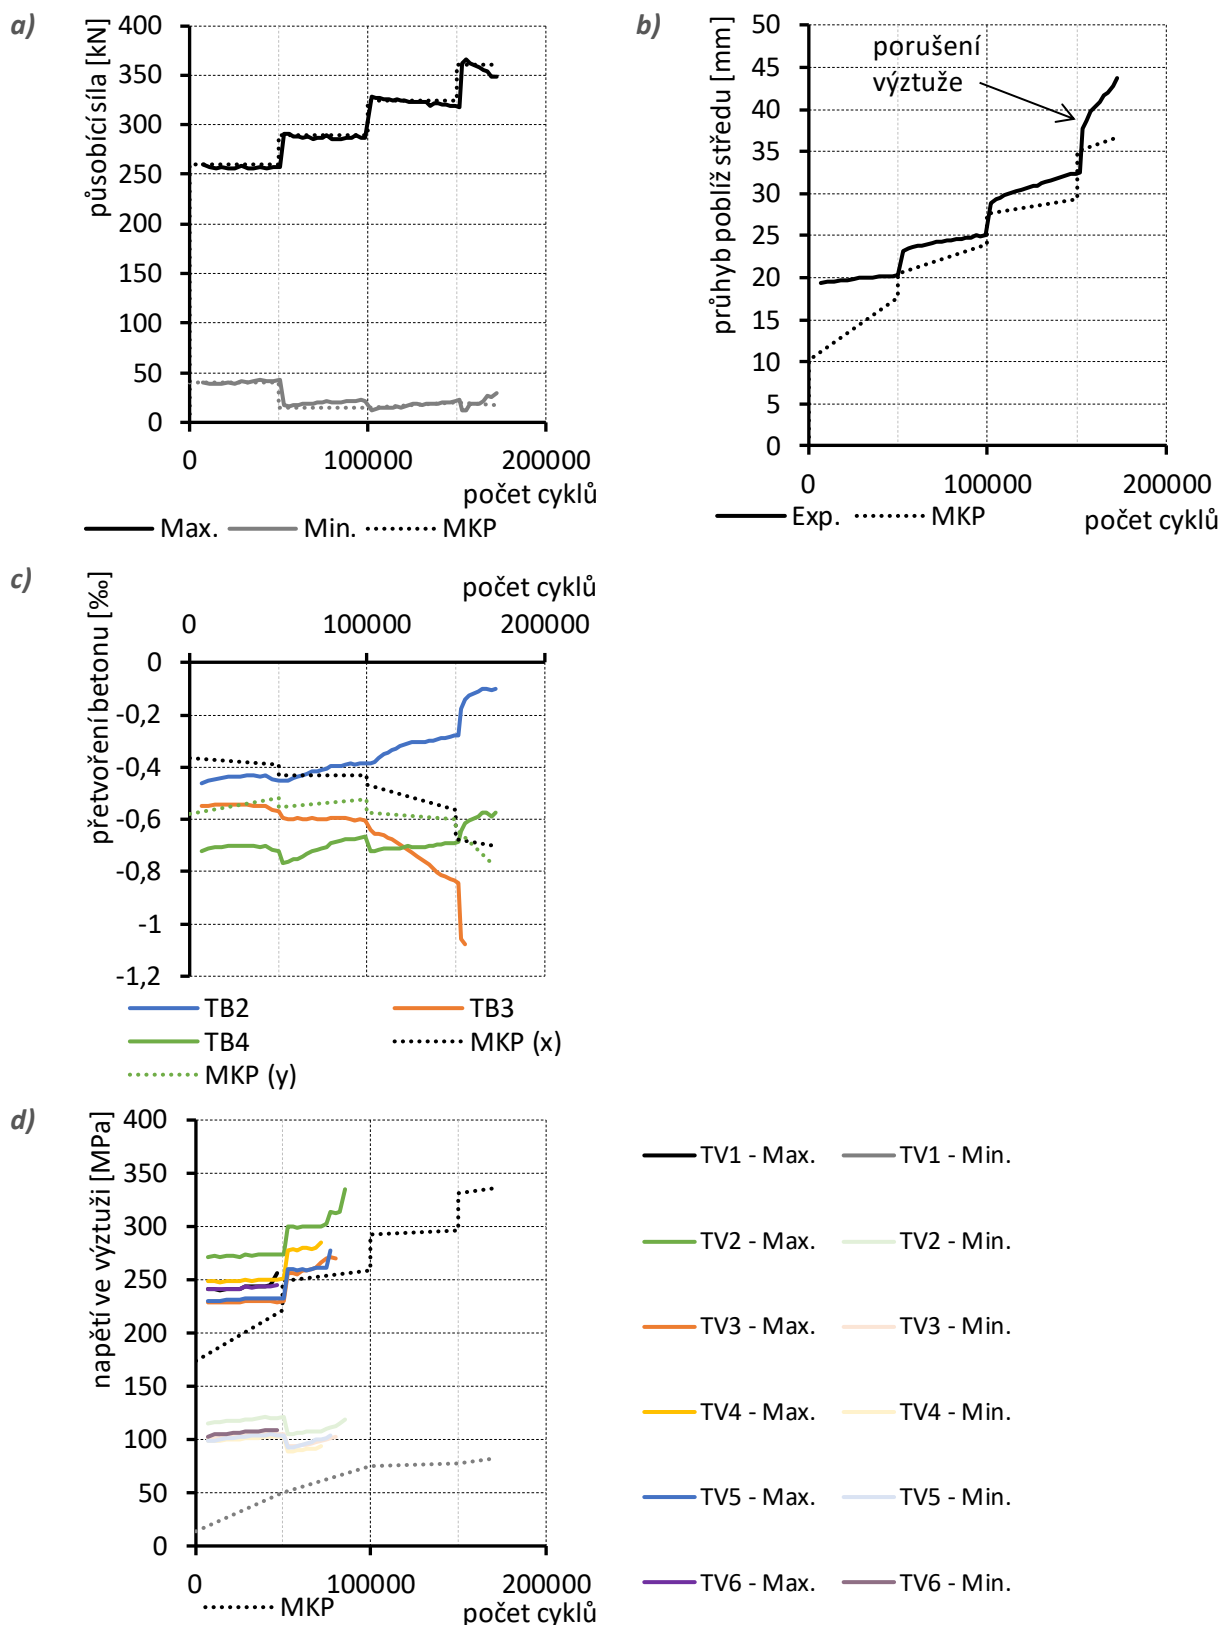 a)
působící síla [kN]
400
350
300
250
200
150
100
50
0
0 100000 200000
počet cyklů
Max. Min. MKP
b)
průhyb poblíž středu [mm]
50
45
40
35
30
25
20
15
10
5
0
porušení
výztuže
0 100000 200000
počet cyklů
Exp. MKP
c)
přetvoření betonu [‰]
počet cyklů
0 100000 200000
0
-0,2
-0,4
-0,6
-0,8
-1
-1,2
TB2 TB3
TB4 MKP (x)
MKP (y)
d)
napětí ve výztuži [MPa]
400
350
300
250
200
150
100
50
0
0 100000 200000
počet cyklů
MKP
TV1 - Max. TV1 - Min.
TV2 - Max. TV2 - Min.
TV3 - Max. TV3 - Min.
TV4 - Max. TV4 - Min.
TV5 - Max. TV5 - Min.
TV6 - Max. TV6 - Min.